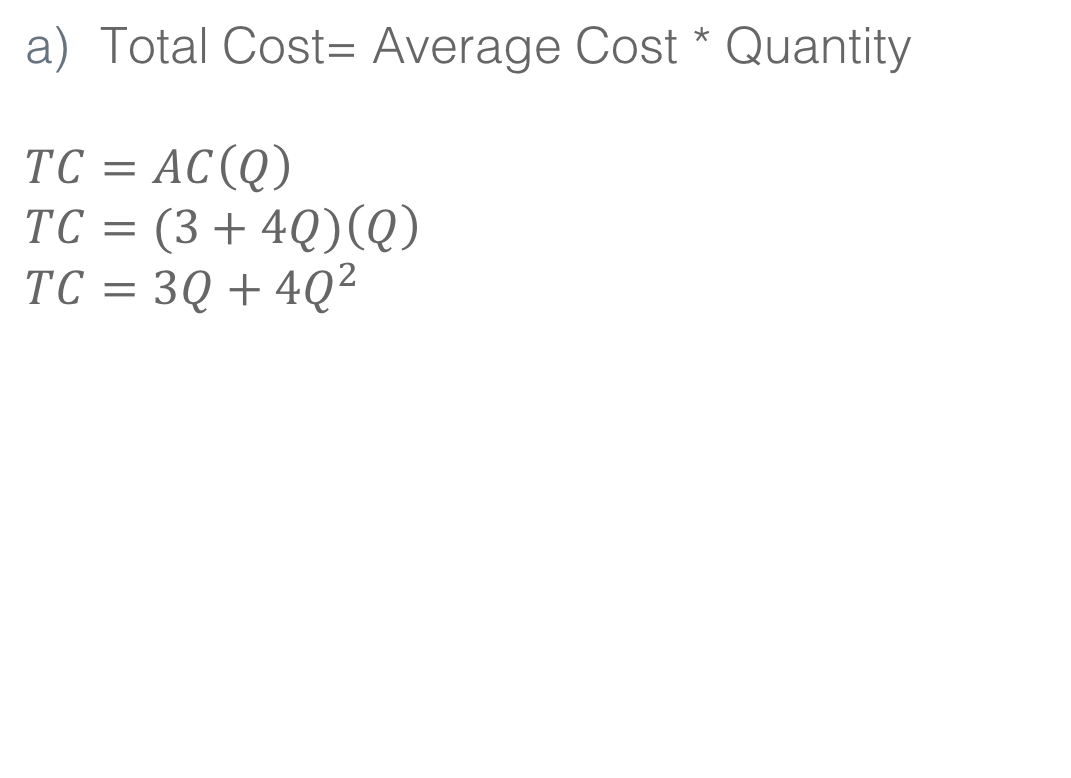 a) Total Cost= Average Cost * Quantity
𝑇𝐶 = 𝐴𝐶(𝑄)
𝑇𝐶 = (3 + 4𝑄)(𝑄)
𝑇𝐶 = 3𝑄 + 4𝑄²